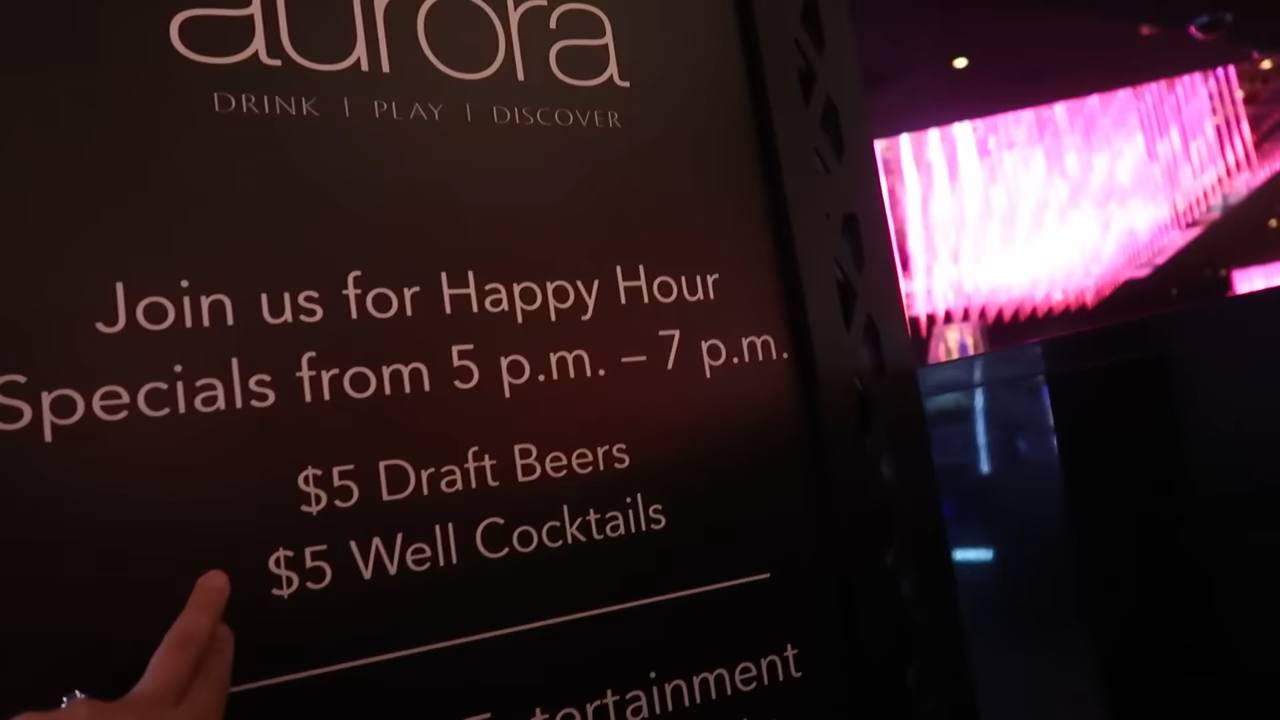 aurora
DRINK | PLAY | DISCOVER
Join us for Happy Hour
Specials from 5 p.m. – 7 p.m.
$5 Draft Beers
$5 Well Cocktails
Entertainment